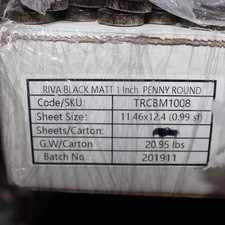 RIVA BLACK MATT 1 Inch PENNY ROUND
Code/SKU: TRCBM1008
Sheet Size: 11.46x12.4 (0.99 sf)
Sheets/Carton:
G.W/Carton 20.95 lbs
Batch No.: 201911